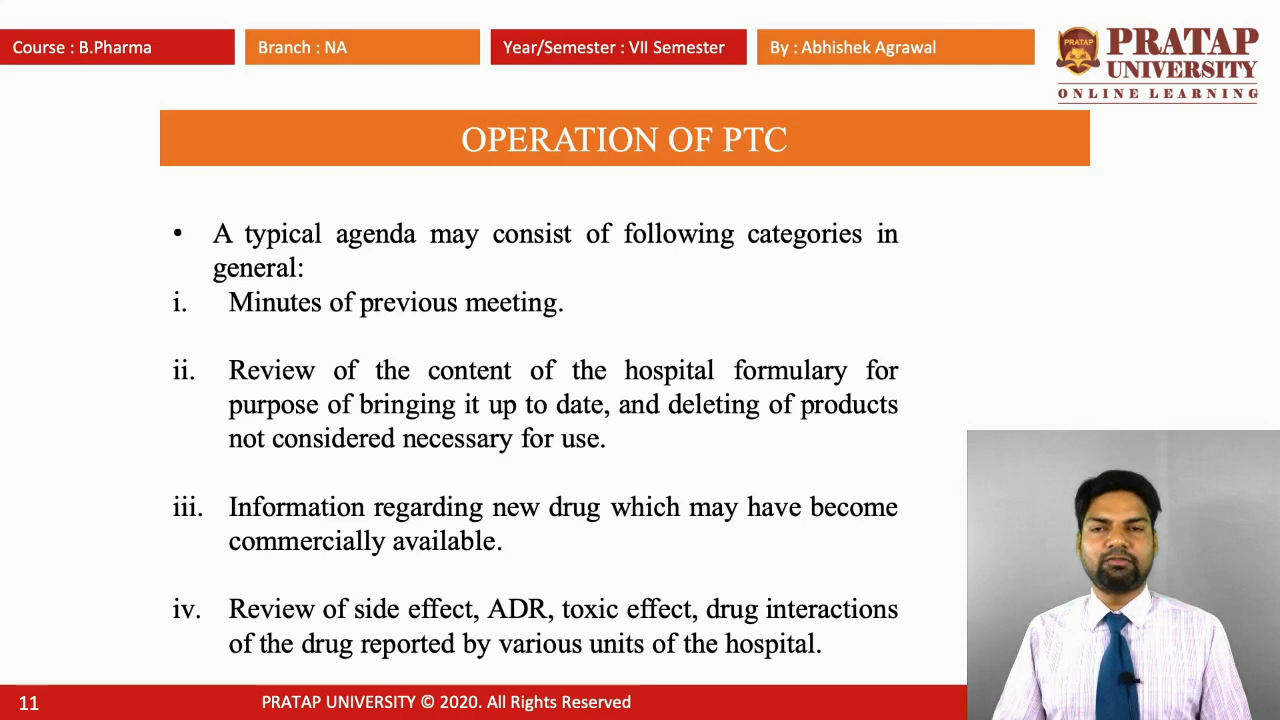 Course : B.Pharma
Branch : NA
Year/Semester : VII Semester
By : Abhishek Agrawal
PRATAP
PRATAP
UNIVERSITY
ONLINE LEARNING
OPERATION OF PTC
• A typical agenda may consist of following categories in
general:
i. Minutes of previous meeting.
ii. Review of the content of the hospital formulary for
purpose of bringing it up to date, and deleting of products
not considered necessary for use.
iii. Information regarding new drug which may have become
commercially available.
iv. Review of side effect, ADR, toxic effect, drug interactions
of the drug reported by various units of the hospital.
11
PRATAP UNIVERSITY © 2020. All Rights Reserved